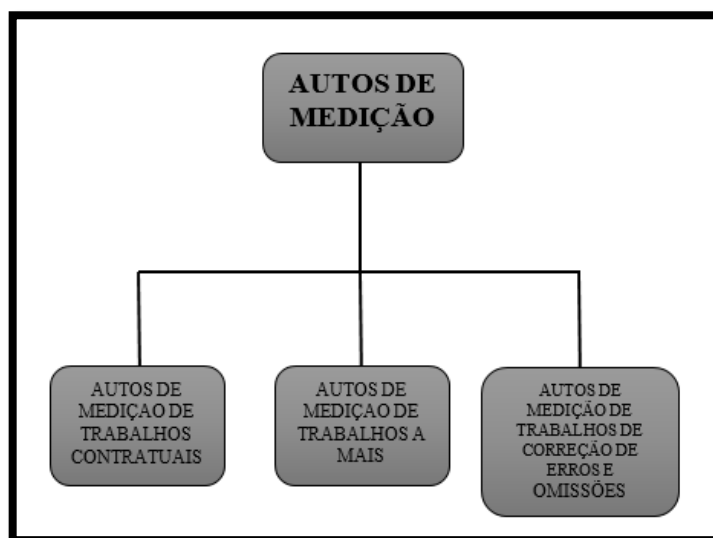 AUTOS DE
MEDIÇÃO
AUTOS DE
MEDIÇAO DE
TRABALHOS
CONTRATUAIS
AUTOS DE
MEDIÇAO DE
TRABALHOS A
MAIS
AUTOS DE
MEDIÇÃO DE
TRABALHOS DE
CORREÇÃO DE
ERROS E
OMISSÕES